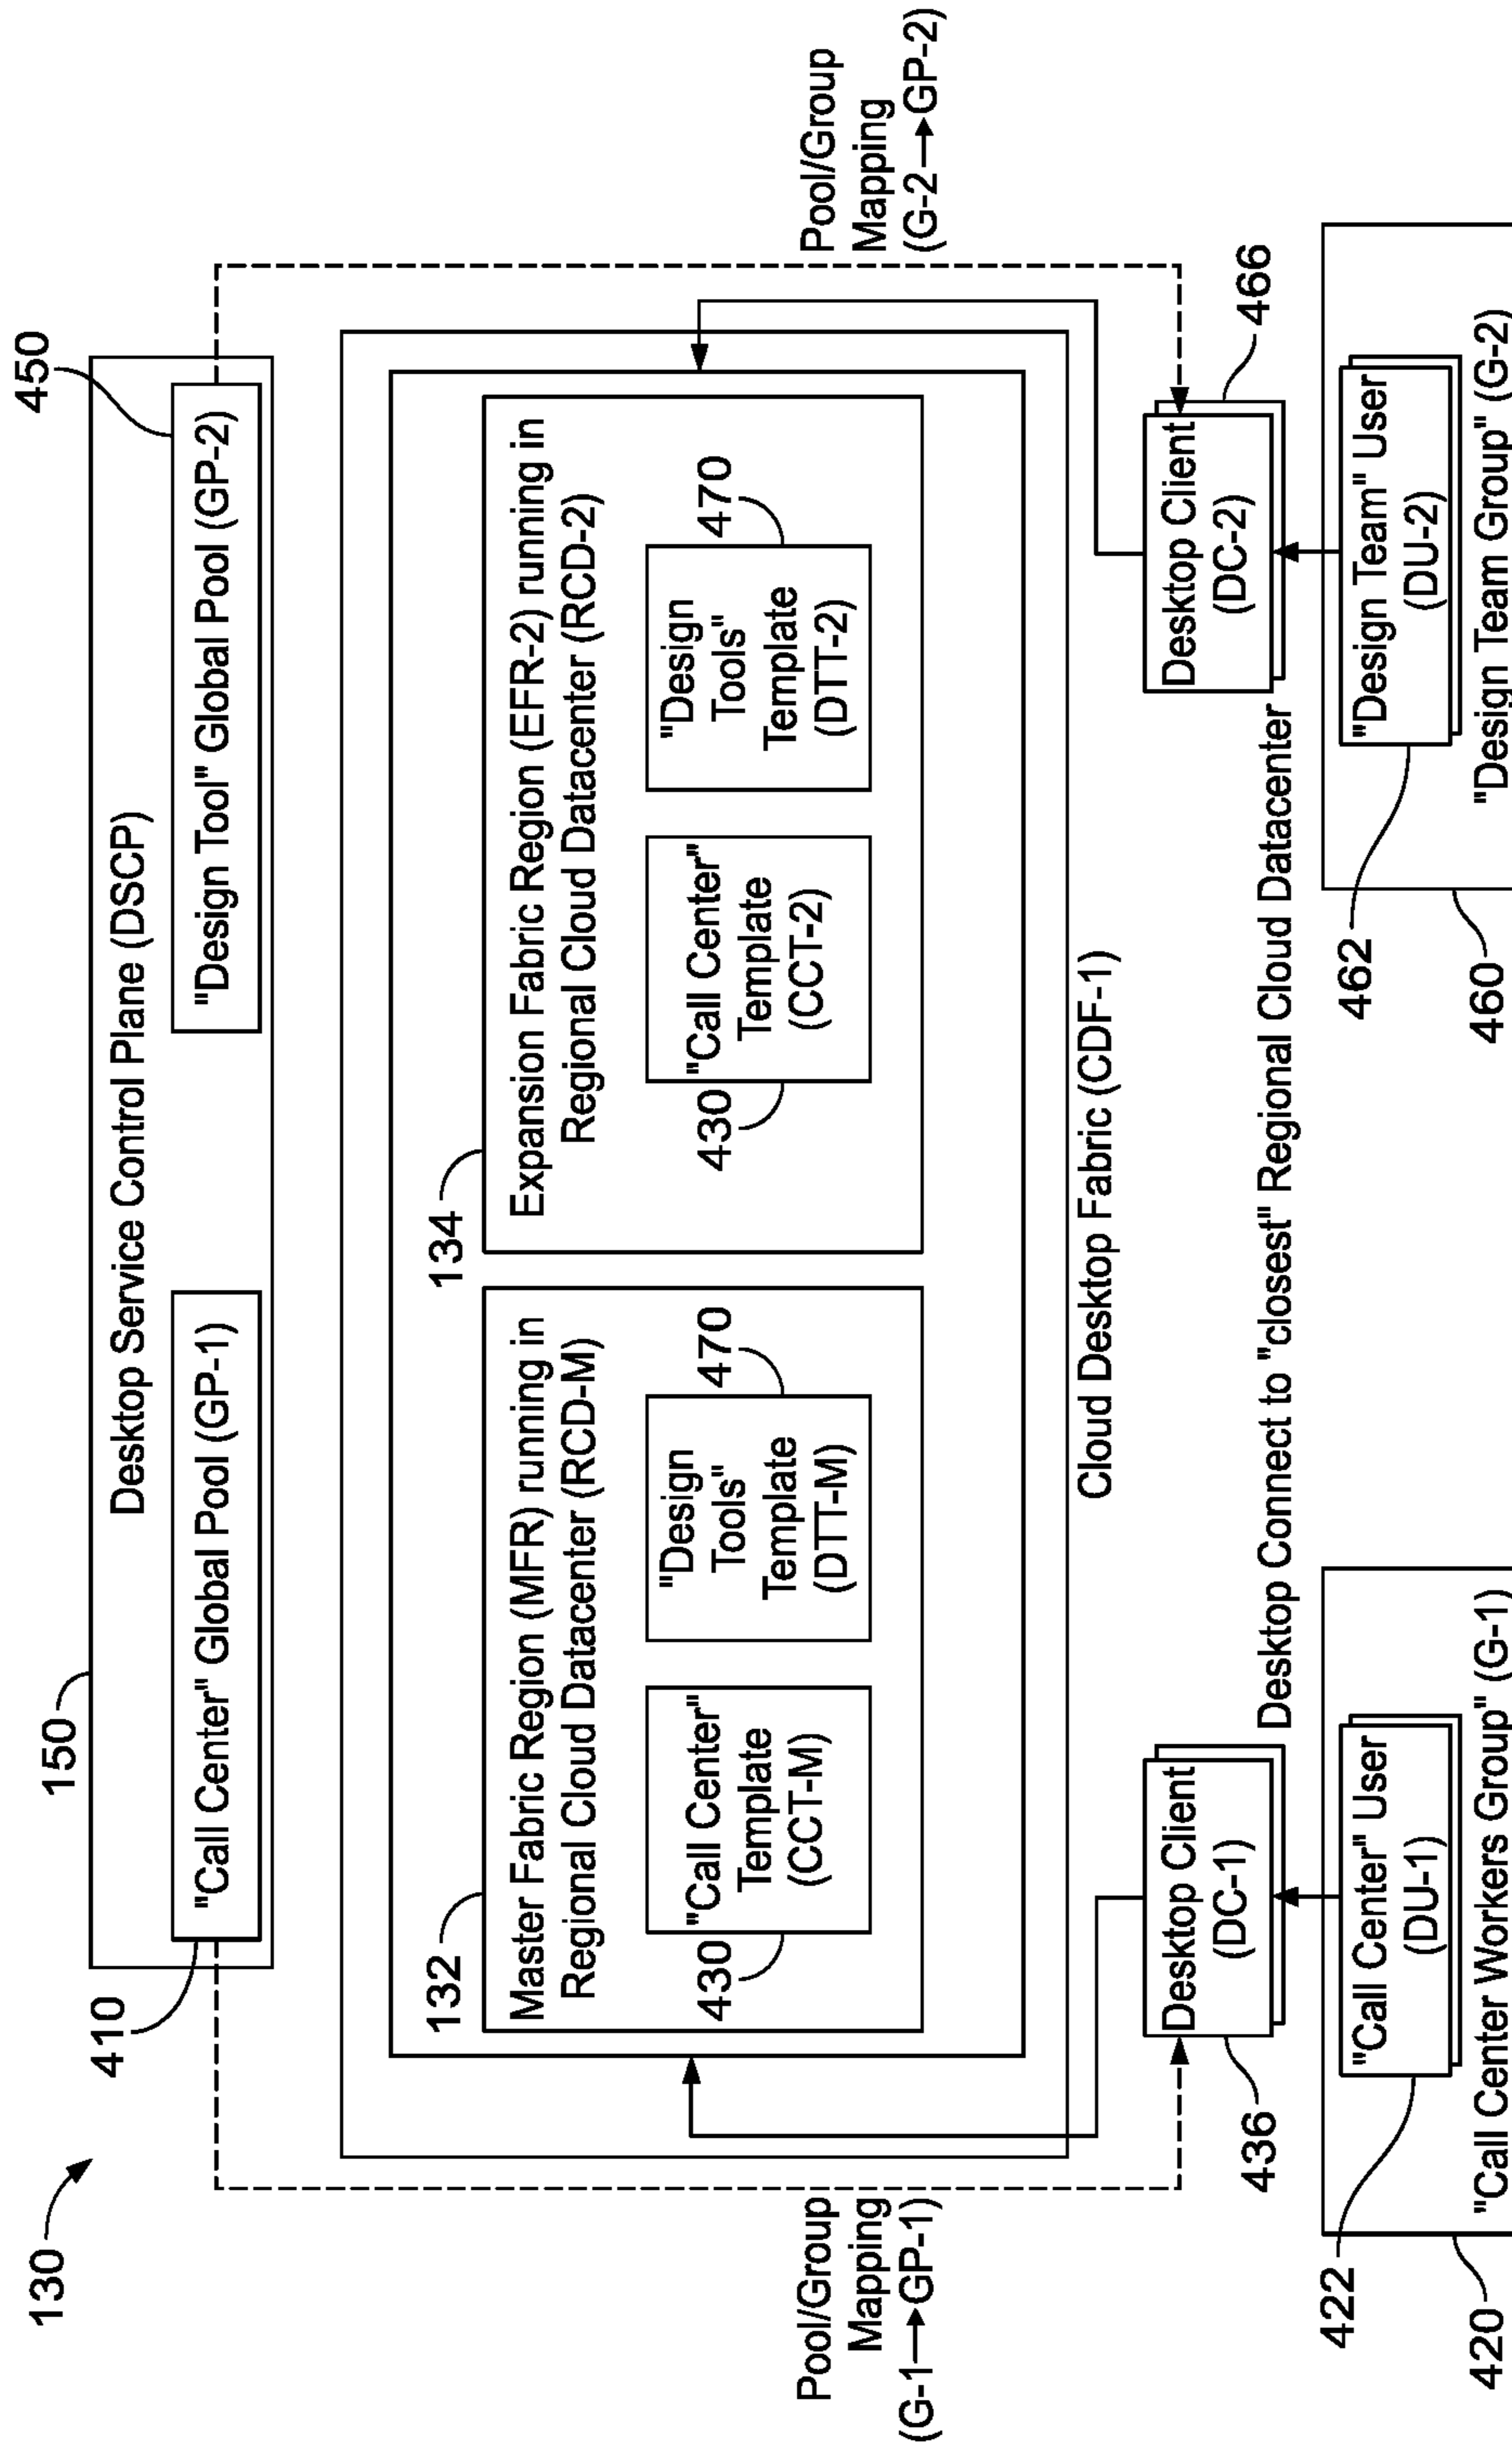 130
150
Desktop Service Control Plane (DSCP)
410
"Call Center" Global Pool (GP-1)
"Design Tool" Global Pool (GP-2)
450
132
Master Fabric Region (MFR) running in
Regional Cloud Datacenter (RCD-M)
430
"Call Center"
Template
(CCT-M)
"Design
Tools"
Template
(DTT-M)
470
134
Expansion Fabric Region (EFR-2) running in
Regional Cloud Datacenter (RCD-2)
430
"Call Center"
Template
(CCT-2)
"Design
Tools"
Template
(DTT-2)
470
Pool/Group
Mapping
(G-1→GP-1)
Pool/Group
Mapping
(G-2→GP-2)
Cloud Desktop Fabric (CDF-1)
436
Desktop Client
(DC-1)
Desktop Client
(DC-2)
466
Desktop Connect to "closest" Regional Cloud Datacenter
422
"Call Center" User
(DU-1)
462
"Design Team" User
(DU-2)
420
"Call Center Workers Group" (G-1)
460
"Design Team Group" (G-2)